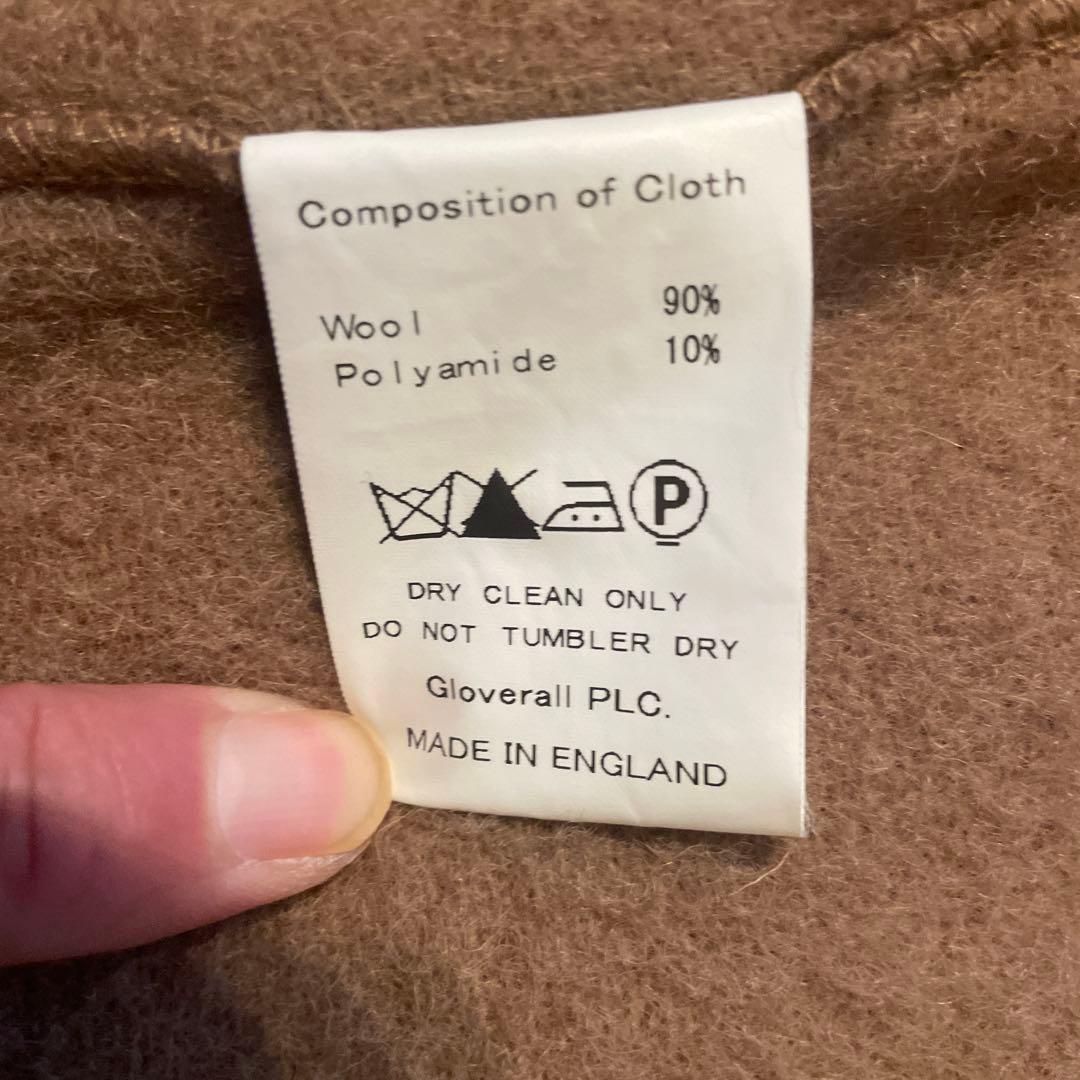 Composition of Cloth
Wool 90%
Polyamide 10%
P
DRY CLEAN ONLY
DO NOT TUMBLER DRY
Gloverall PLC.
MADE IN ENGLAND